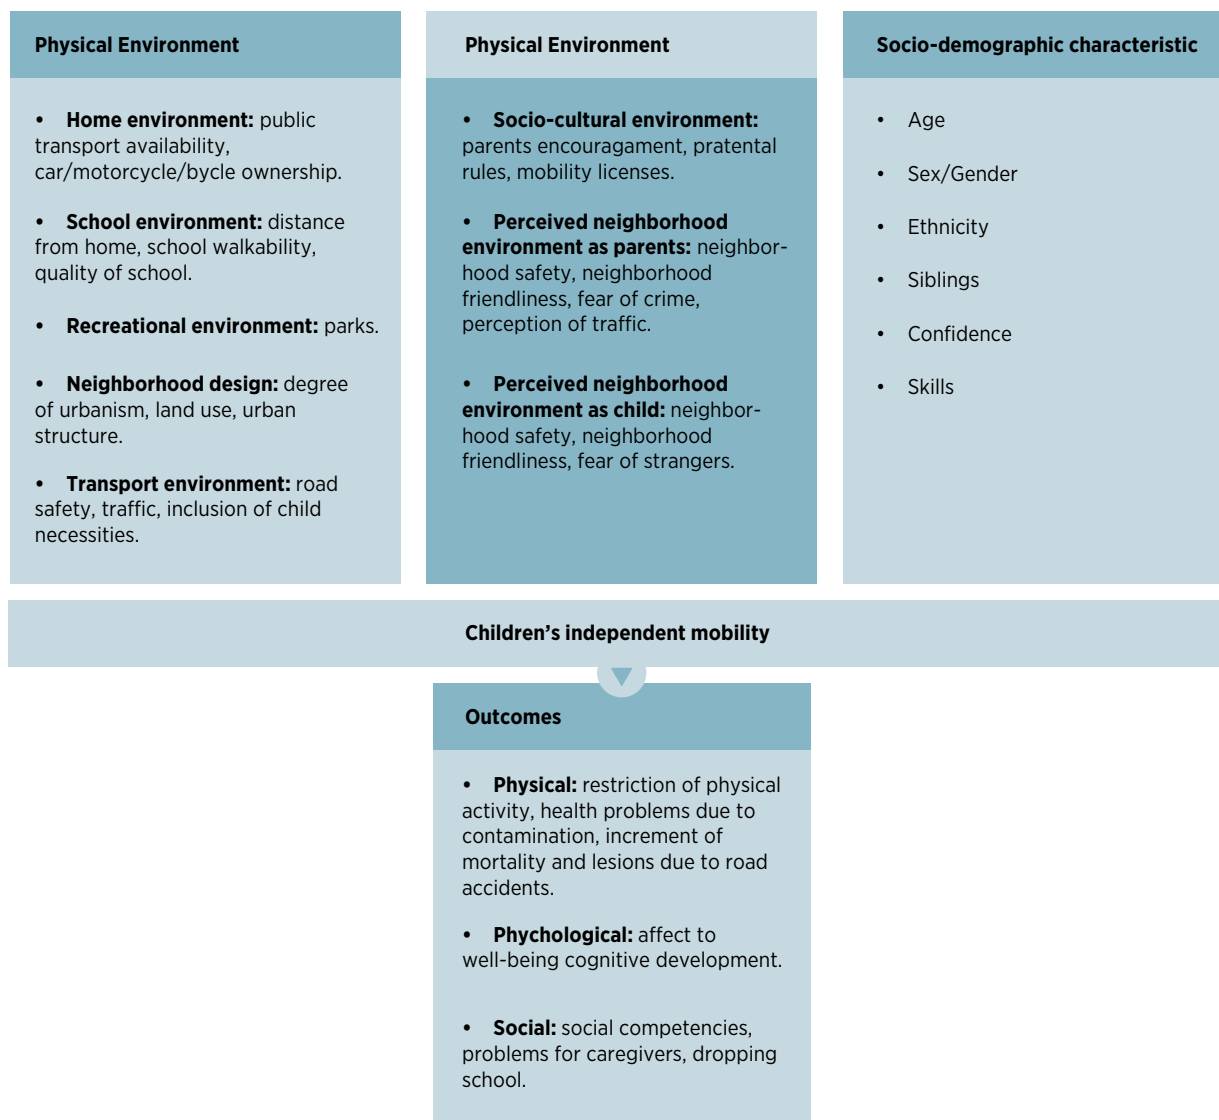 Physical Environment
• Home environment: public
transport availability,
car/motorcycle/bycle ownership.
• School environment: distance
from home, school walkability,
quality of school.
• Recreational environment: parks.
• Neighborhood design: degree
of urbanism, land use, urban
structure.
• Transport environment: road
safety, traffic, inclusion of child
necessities.
Physical Environment
• Socio-cultural environment:
parents encouragament, pratental
rules, mobility licenses.
• Perceived neighborhood
environment as parents: neighbor-
hood safety, neighborhood
friendliness, fear of crime,
perception of traffic.
• Perceived neighborhood
environment as child: neighbor-
hood safety, neighborhood
friendliness, fear of strangers.
Socio-demographic characteristic
• Age
• Sex/Gender
• Ethnicity
• Siblings
• Confidence
• Skills
Children’s independent mobility
Outcomes
• Physical: restriction of physical
activity, health problems due to
contamination, increment of
mortality and lesions due to road
accidents.
• Phychological: affect to
well-being cognitive development.
• Social: social competencies,
problems for caregivers, dropping
school.